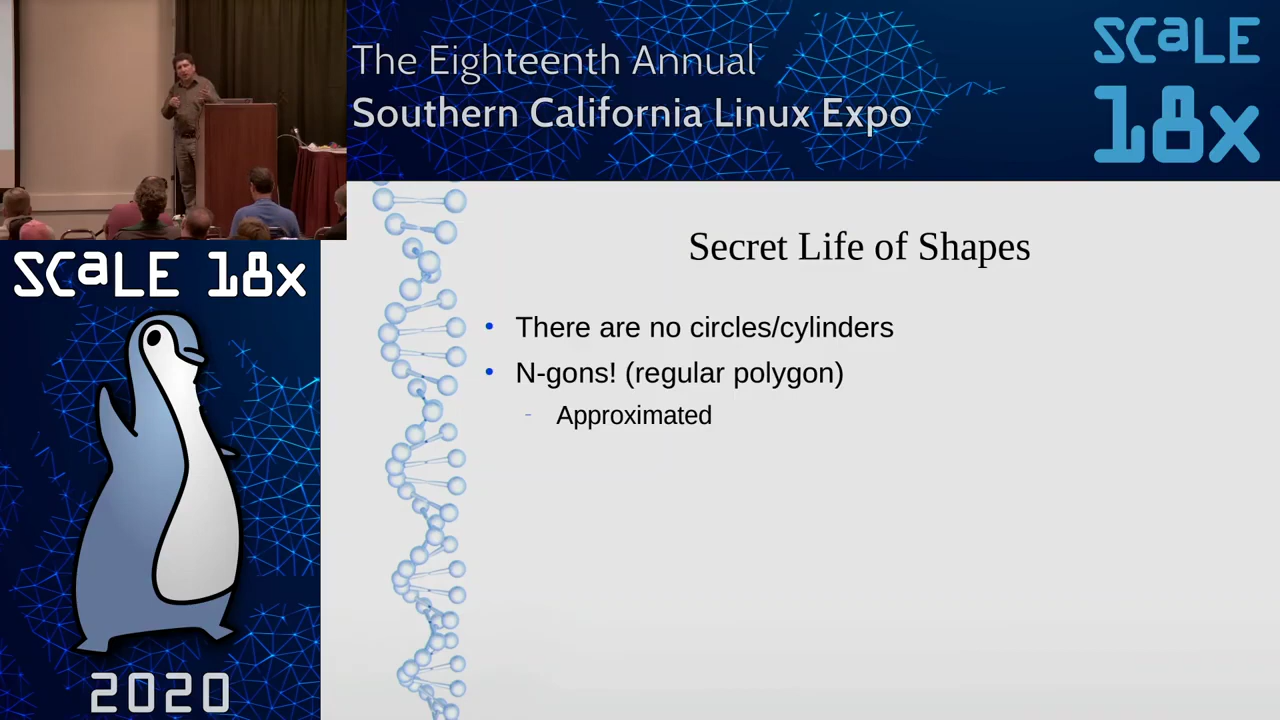 The Eighteenth Annual
Southern California Linux Expo
SCaLE
18x
SCaLE 18x
2020
Secret Life of Shapes
There are no circles/cylinders
N-gons! (regular polygon)
Approximated